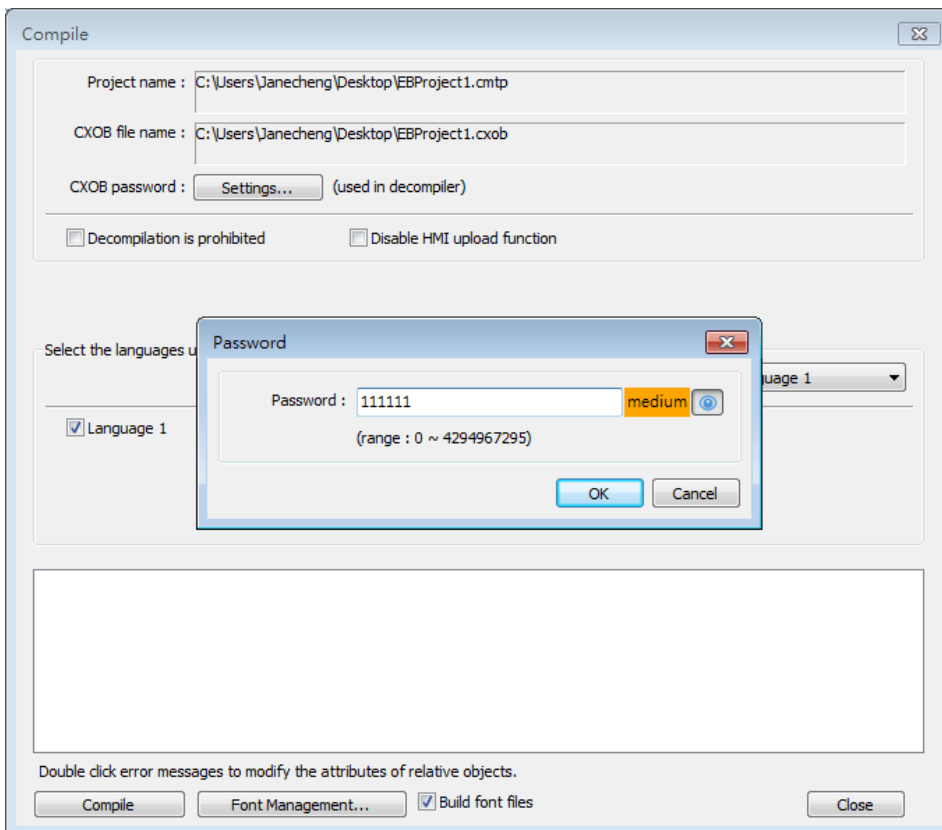 Compile
Project name : C:\Users\Janecheng\Desktop\EBProject1.cmtp
CXOB file name : C:\Users\Janecheng\Desktop\EBProject1.cxob
CXOB password : Settings... (used in decompiler)
Decompilation is prohibited Disable HMI upload function
Select the languages u
uage 1
Language 1
Password
Password : 111111 medium
(range : 0 ~ 4294967295)
OK Cancel
Double click error messages to modify the attributes of relative objects.
Compile Font Management... Build font files Close